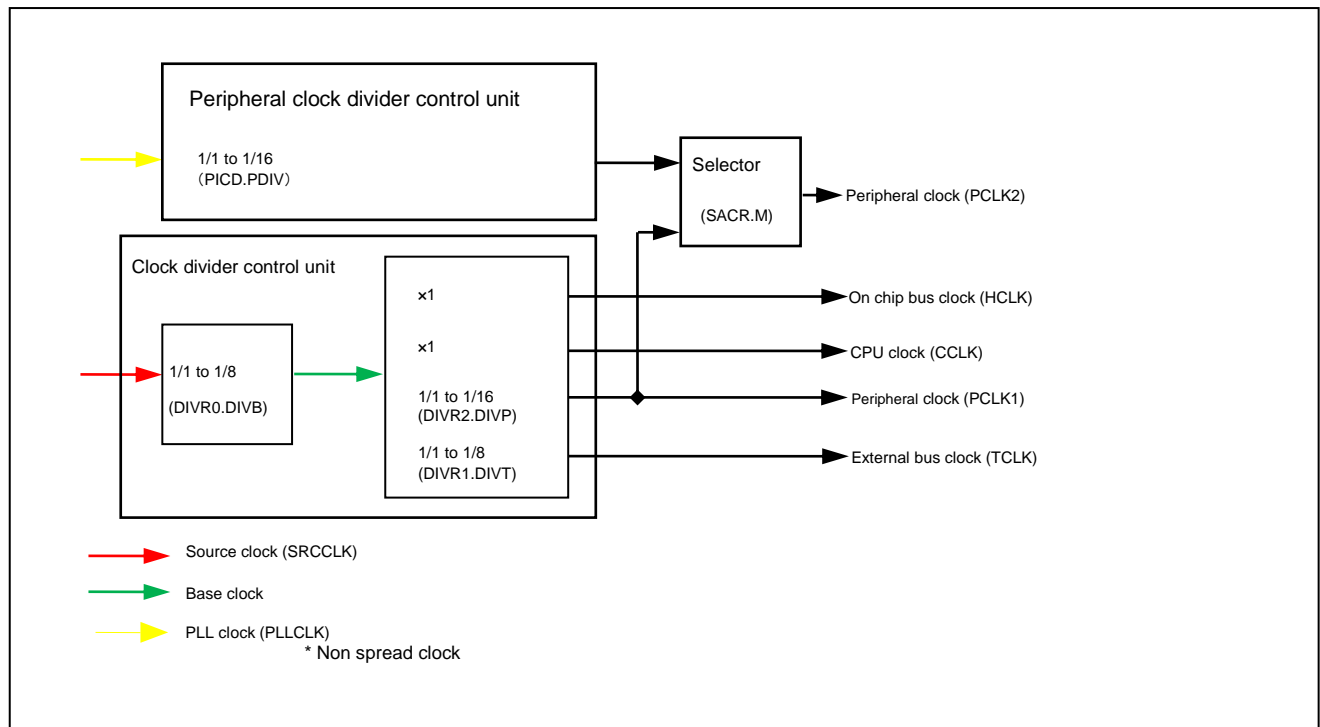 Peripheral clock divider control unit
1/1 to 1/16
（PICD.PDIV）
Selector
(SACR.M)
Peripheral clock (PCLK2)
Clock divider control unit
1/1 to 1/8
(DIVR0.DIVB)
×1
×1
1/1 to 1/16
(DIVR2.DIVP)
1/1 to 1/8
(DIVR1.DIVT)
On chip bus clock (HCLK)
CPU clock (CCLK)
Peripheral clock (PCLK1)
External bus clock (TCLK)
Source clock (SRCCLK)
Base clock
PLL clock (PLLCLK)
* Non spread clock